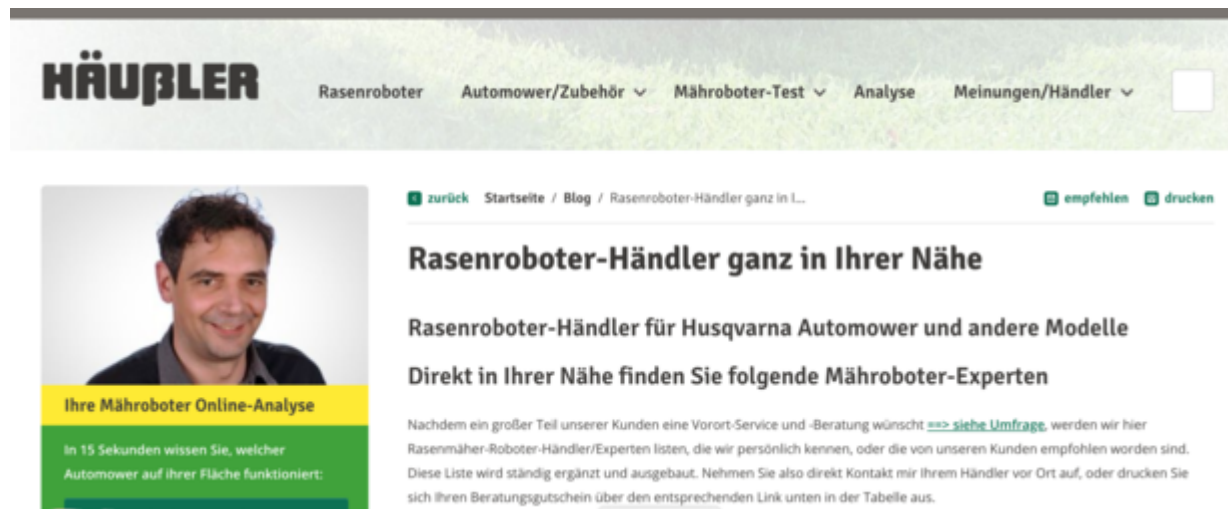 HÄUßLER
Rasenroboter Automower/Zubehör Mähroboter-Test Analyse Meinungen/Händler
zurück Startseite / Blog / Rasenroboter-Händler ganz in I... empfehlen drucken
Rasenroboter-Händler ganz in Ihrer Nähe
Rasenroboter-Händler für Husqvarna Automower und andere Modelle
Direkt in Ihrer Nähe finden Sie folgende Mähroboter-Experten
Nachdem ein großer Teil unserer Kunden eine Vorort-Service und -Beratung wünscht ==> siehe Umfrage, werden wir hier
Rasenmäher-Roboter-Händler/Experten listen, die wir persönlich kennen, oder die von unseren Kunden empfohlen worden sind.
Diese Liste wird ständig ergänzt und ausgebaut. Nehmen Sie also direkt Kontakt mir Ihrem Händler vor Ort auf, oder drucken Sie
sich Ihren Beratungsgutschein über den entsprechenden Link unten in der Tabelle aus.
Ihre Mähroboter Online-Analyse
In 15 Sekunden wissen Sie, welcher
Automower auf ihrer Fläche funktioniert: